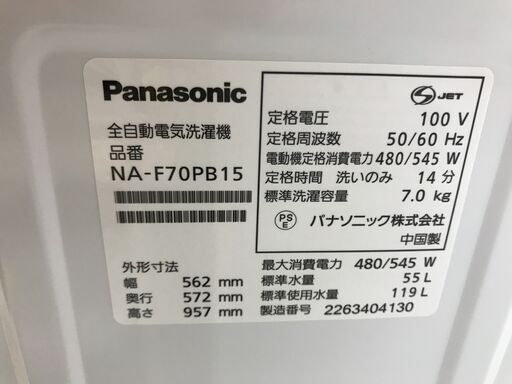 Panasonic
全自動電気洗濯機
品番
NA-F70PB15
外形寸法
幅 562 mm
奥行 572 mm
高さ 957 mm
S JET
定格電圧 100 V
定格周波数 50/60 Hz
電動機定格消費電力 480/545 W
定格時間 洗いのみ 14 分
標準洗濯容量 7.0 kg
PS E パナソニック株式会社
中国製
最大消費電力 480/545 W
標準水量 55 L
標準使用水量 119 L
製造番号 2263404130